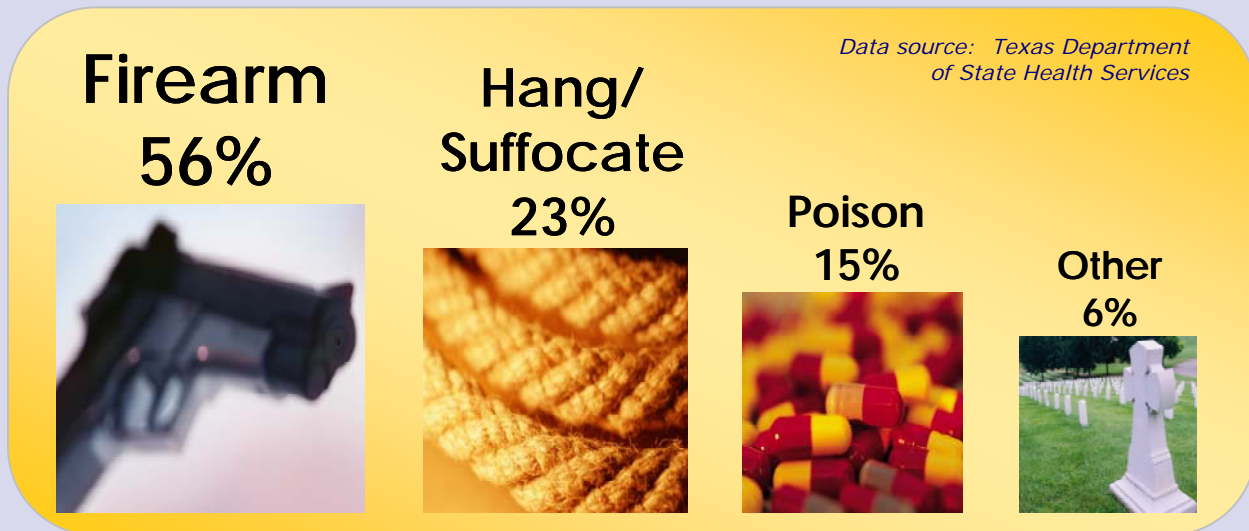 Data source: Texas Department
of State Health Services
Firearm
56%
Hang/
Suffocate
23%
Poison
15%
Other
6%